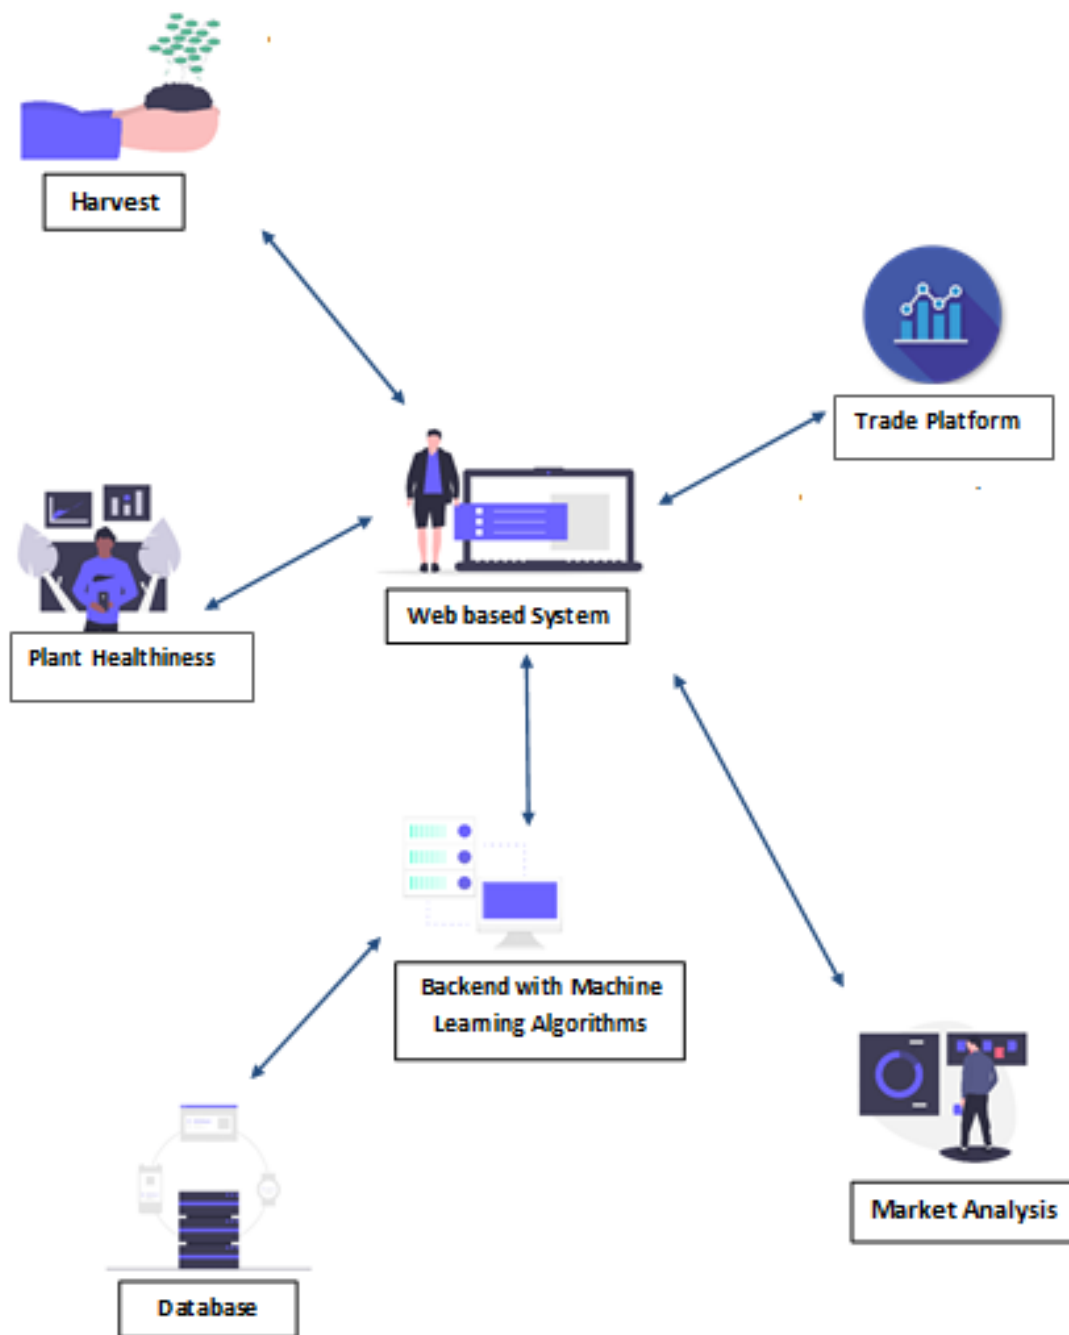 Harvest
Trade Platform
Web based System
Plant Healthiness
Backend with Machine
Learning Algorithms
Market Analysis
Database